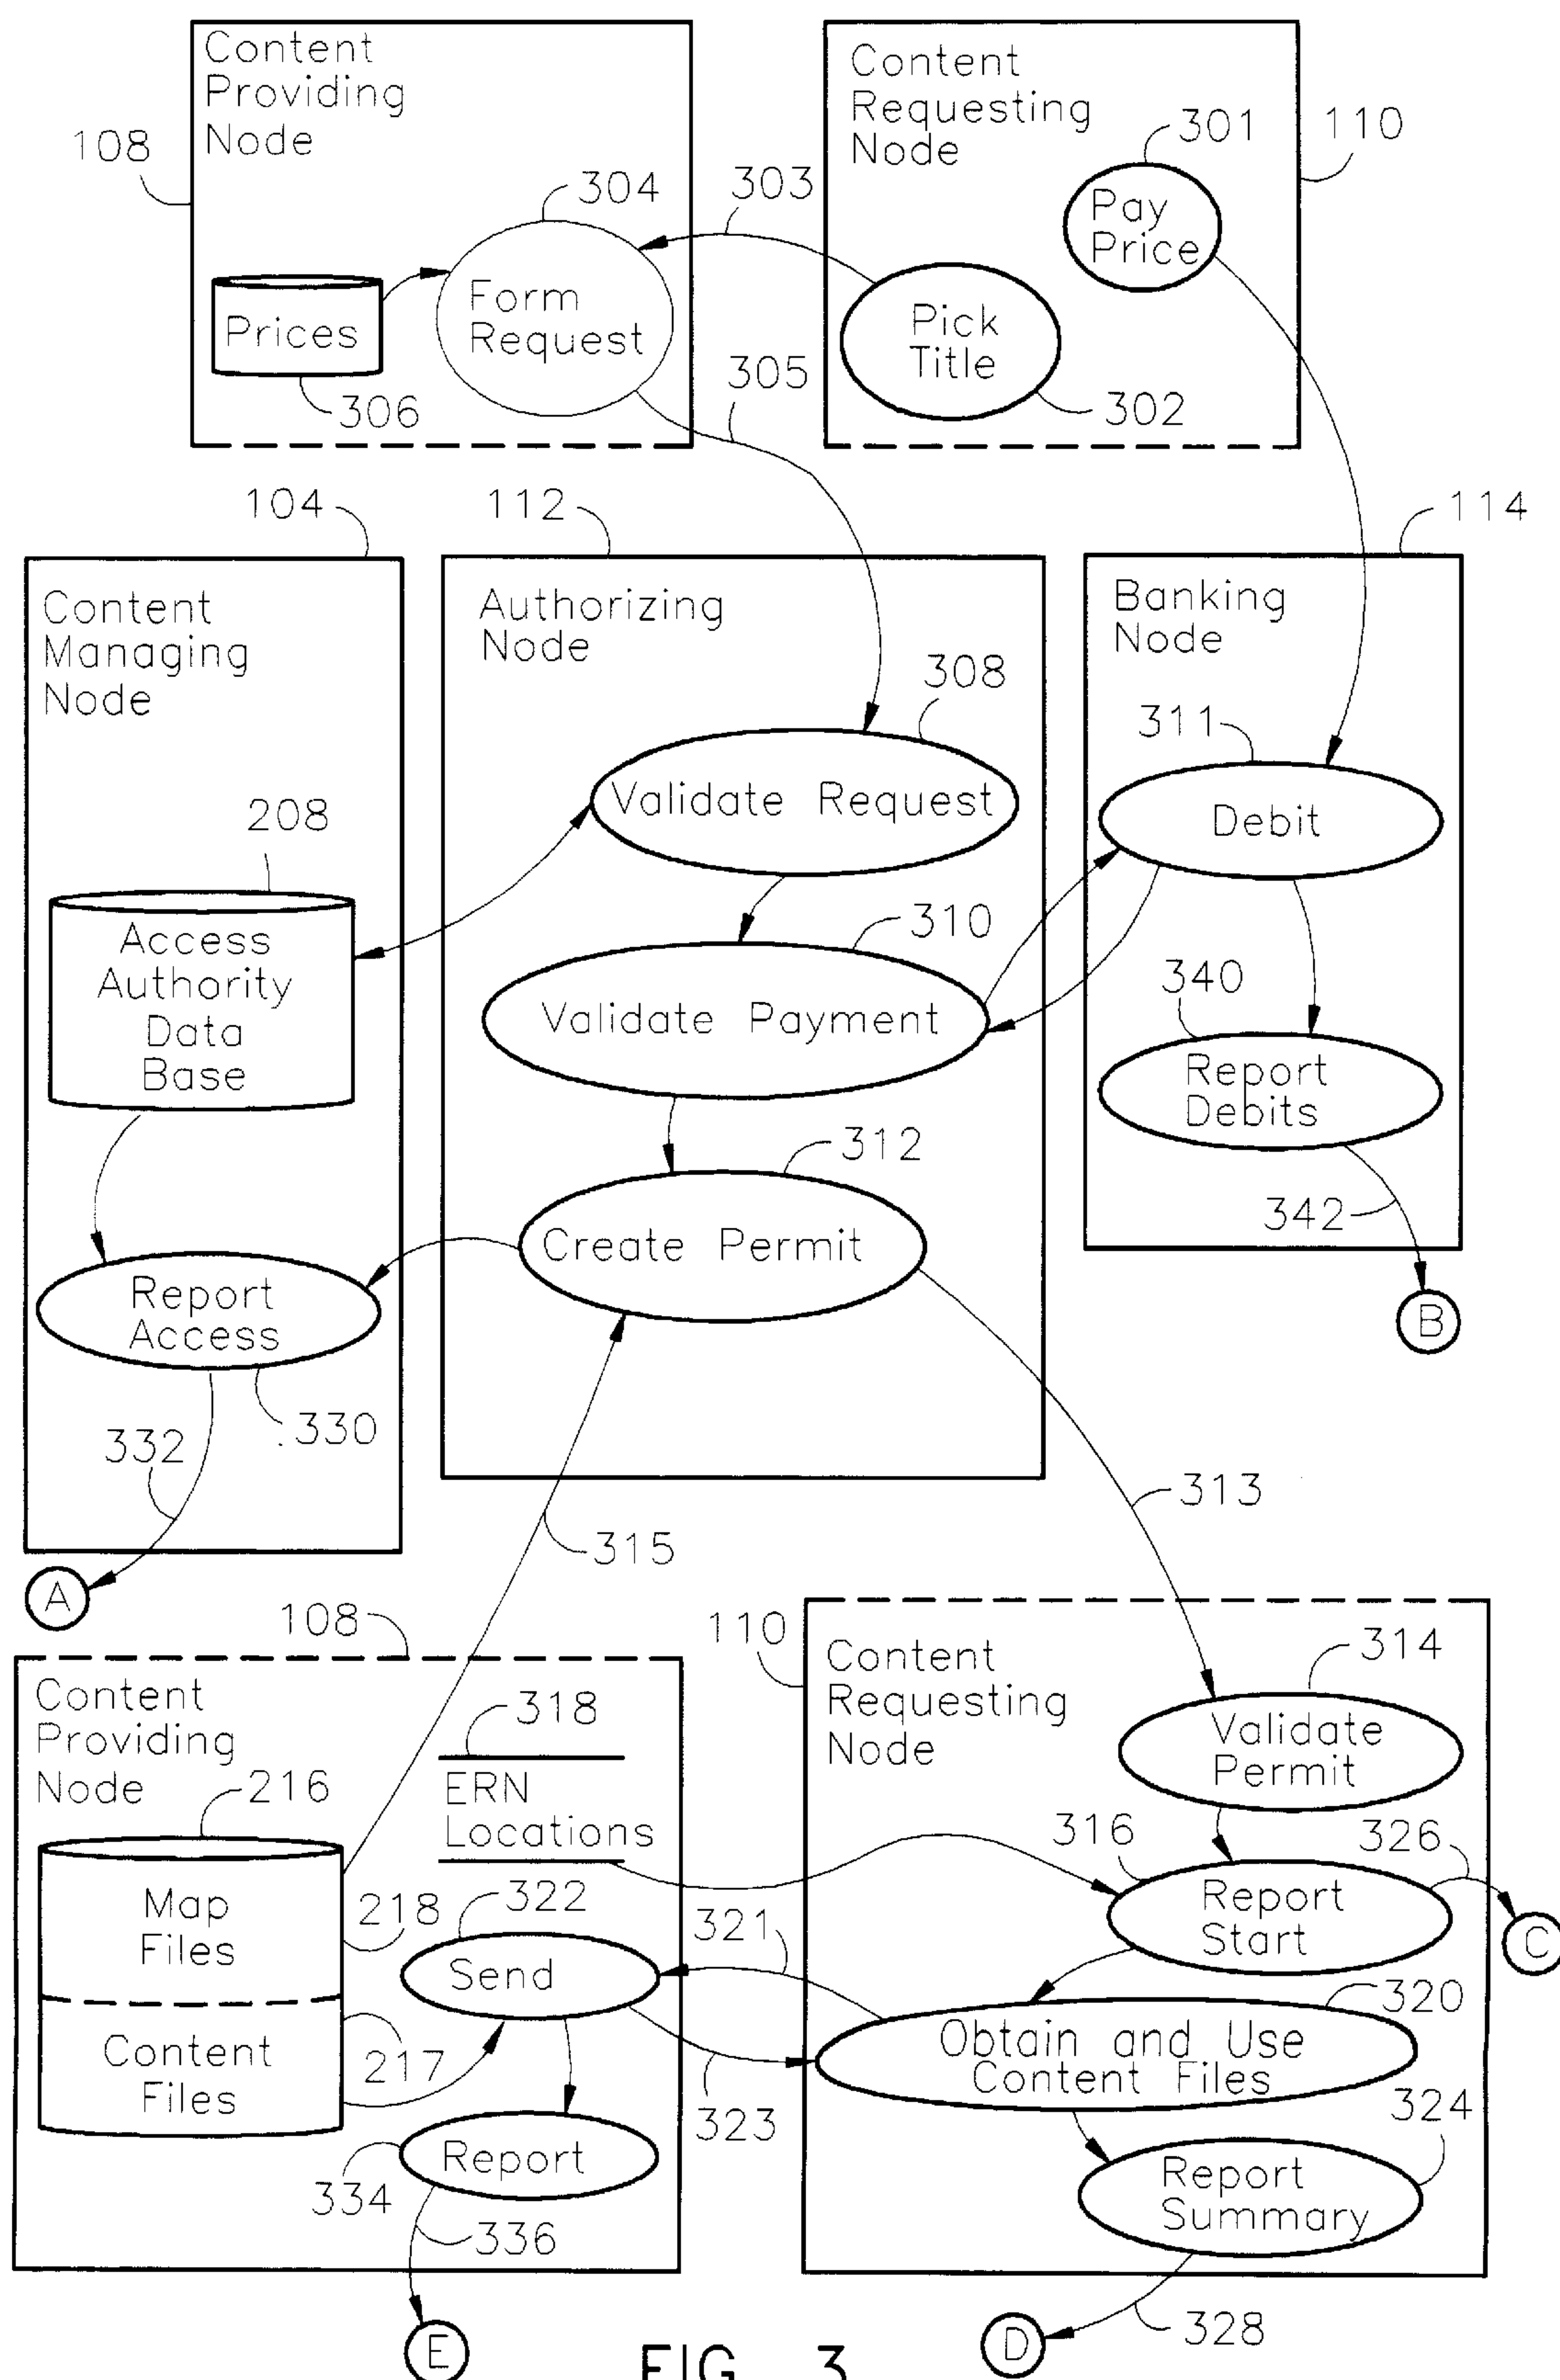 Content
Providing
Node
108
304
Prices
306
Form
Request
303
305
Content
Requesting
Node
110
301
Pay
Price
Pick
Title
302
104
Content
Managing
Node
208
Access
Authority
Data
Base
Report
Access
330
332
A
112
Authorizing
Node
308
Validate Request
310
Validate Payment
312
Create Permit
313
315
114
Banking
Node
311
Debit
340
Report
Debits
342
B
108
Content
Providing
Node
216
Map
Files
218
Content
Files
217
318
ERN
Locations
322
Send
321
323
334
Report
336
E
110
Content
Requesting
Node
314
Validate
Permit
316
Report
Start
326
C
320
Obtain and Use
Content Files
324
Report
Summary
328
D
FIG. 3